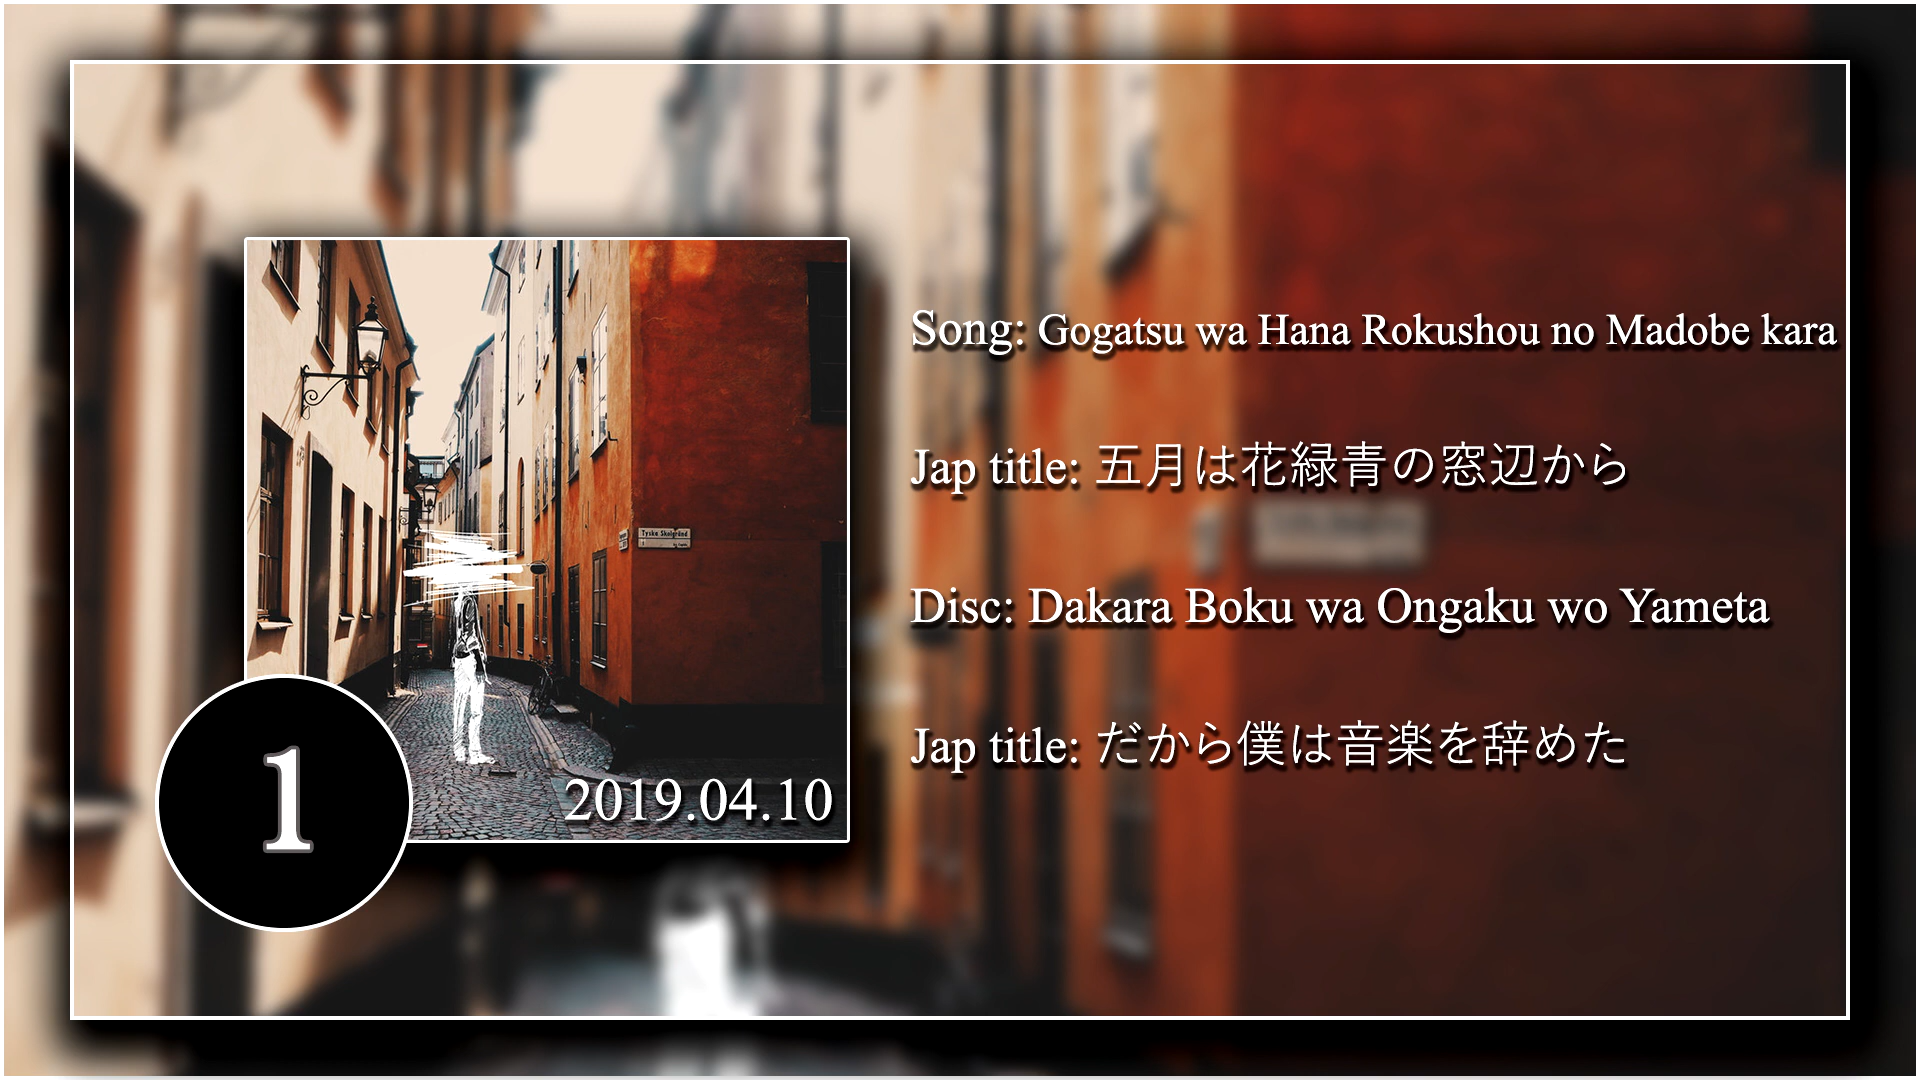 Song: Gogatsu wa Hana Rokushou no Madobe kara
Jap title: 五月は花緑青の窓辺から
Tyska Skolgränd
Disc: Dakara Boku wa Ongaku wo Yameta
Jap title: だから僕は音楽を辞めた
1
2019.04.10